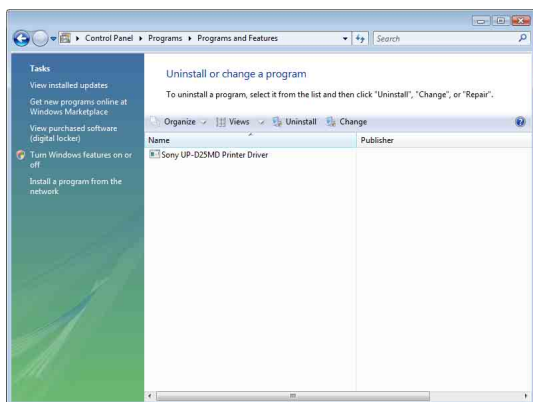 Control Panel ▸ Programs ▸ Programs and Features
Search
Tasks
View installed updates
Get new programs online at
Windows Marketplace
View purchased software
(digital locker)
Turn Windows features on or
off
Install a program from the
network
Uninstall or change a program
To uninstall a program, select it from the list and then click "Uninstall", "Change", or "Repair".
Organize
Views
Uninstall
Change
Name
Publisher
Sony UP-D25MD Printer Driver